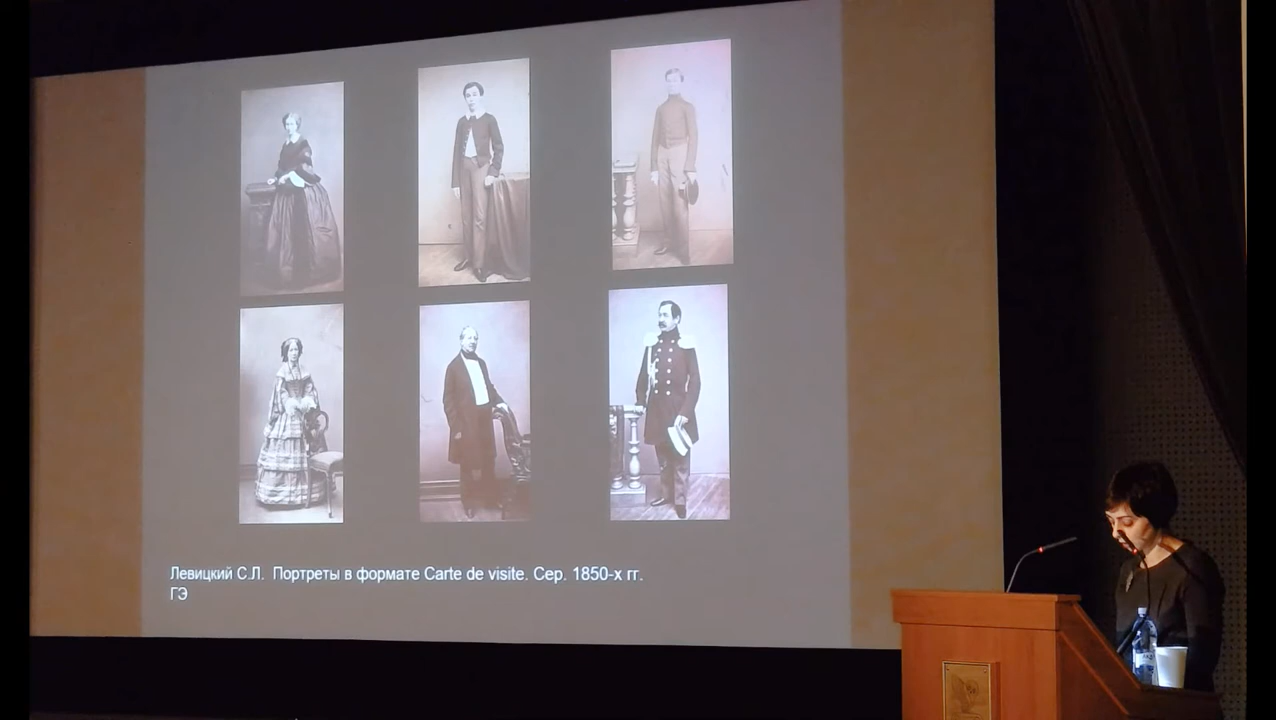 Левицкий С.Л. Портреты в формате Carte de visite. Сер. 1850-х гг.
ГЭ